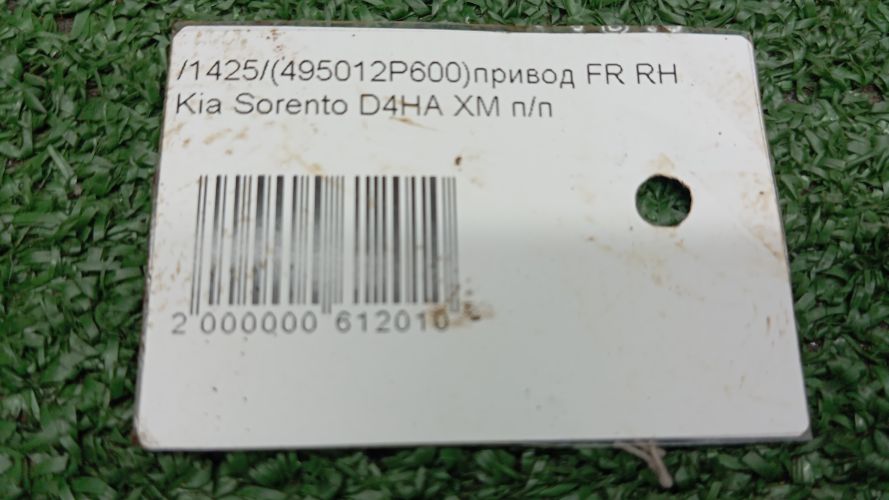 /1425/(495012P600)привод FR RH
Kia Sorento D4HA XM п/п
2 000000 612010